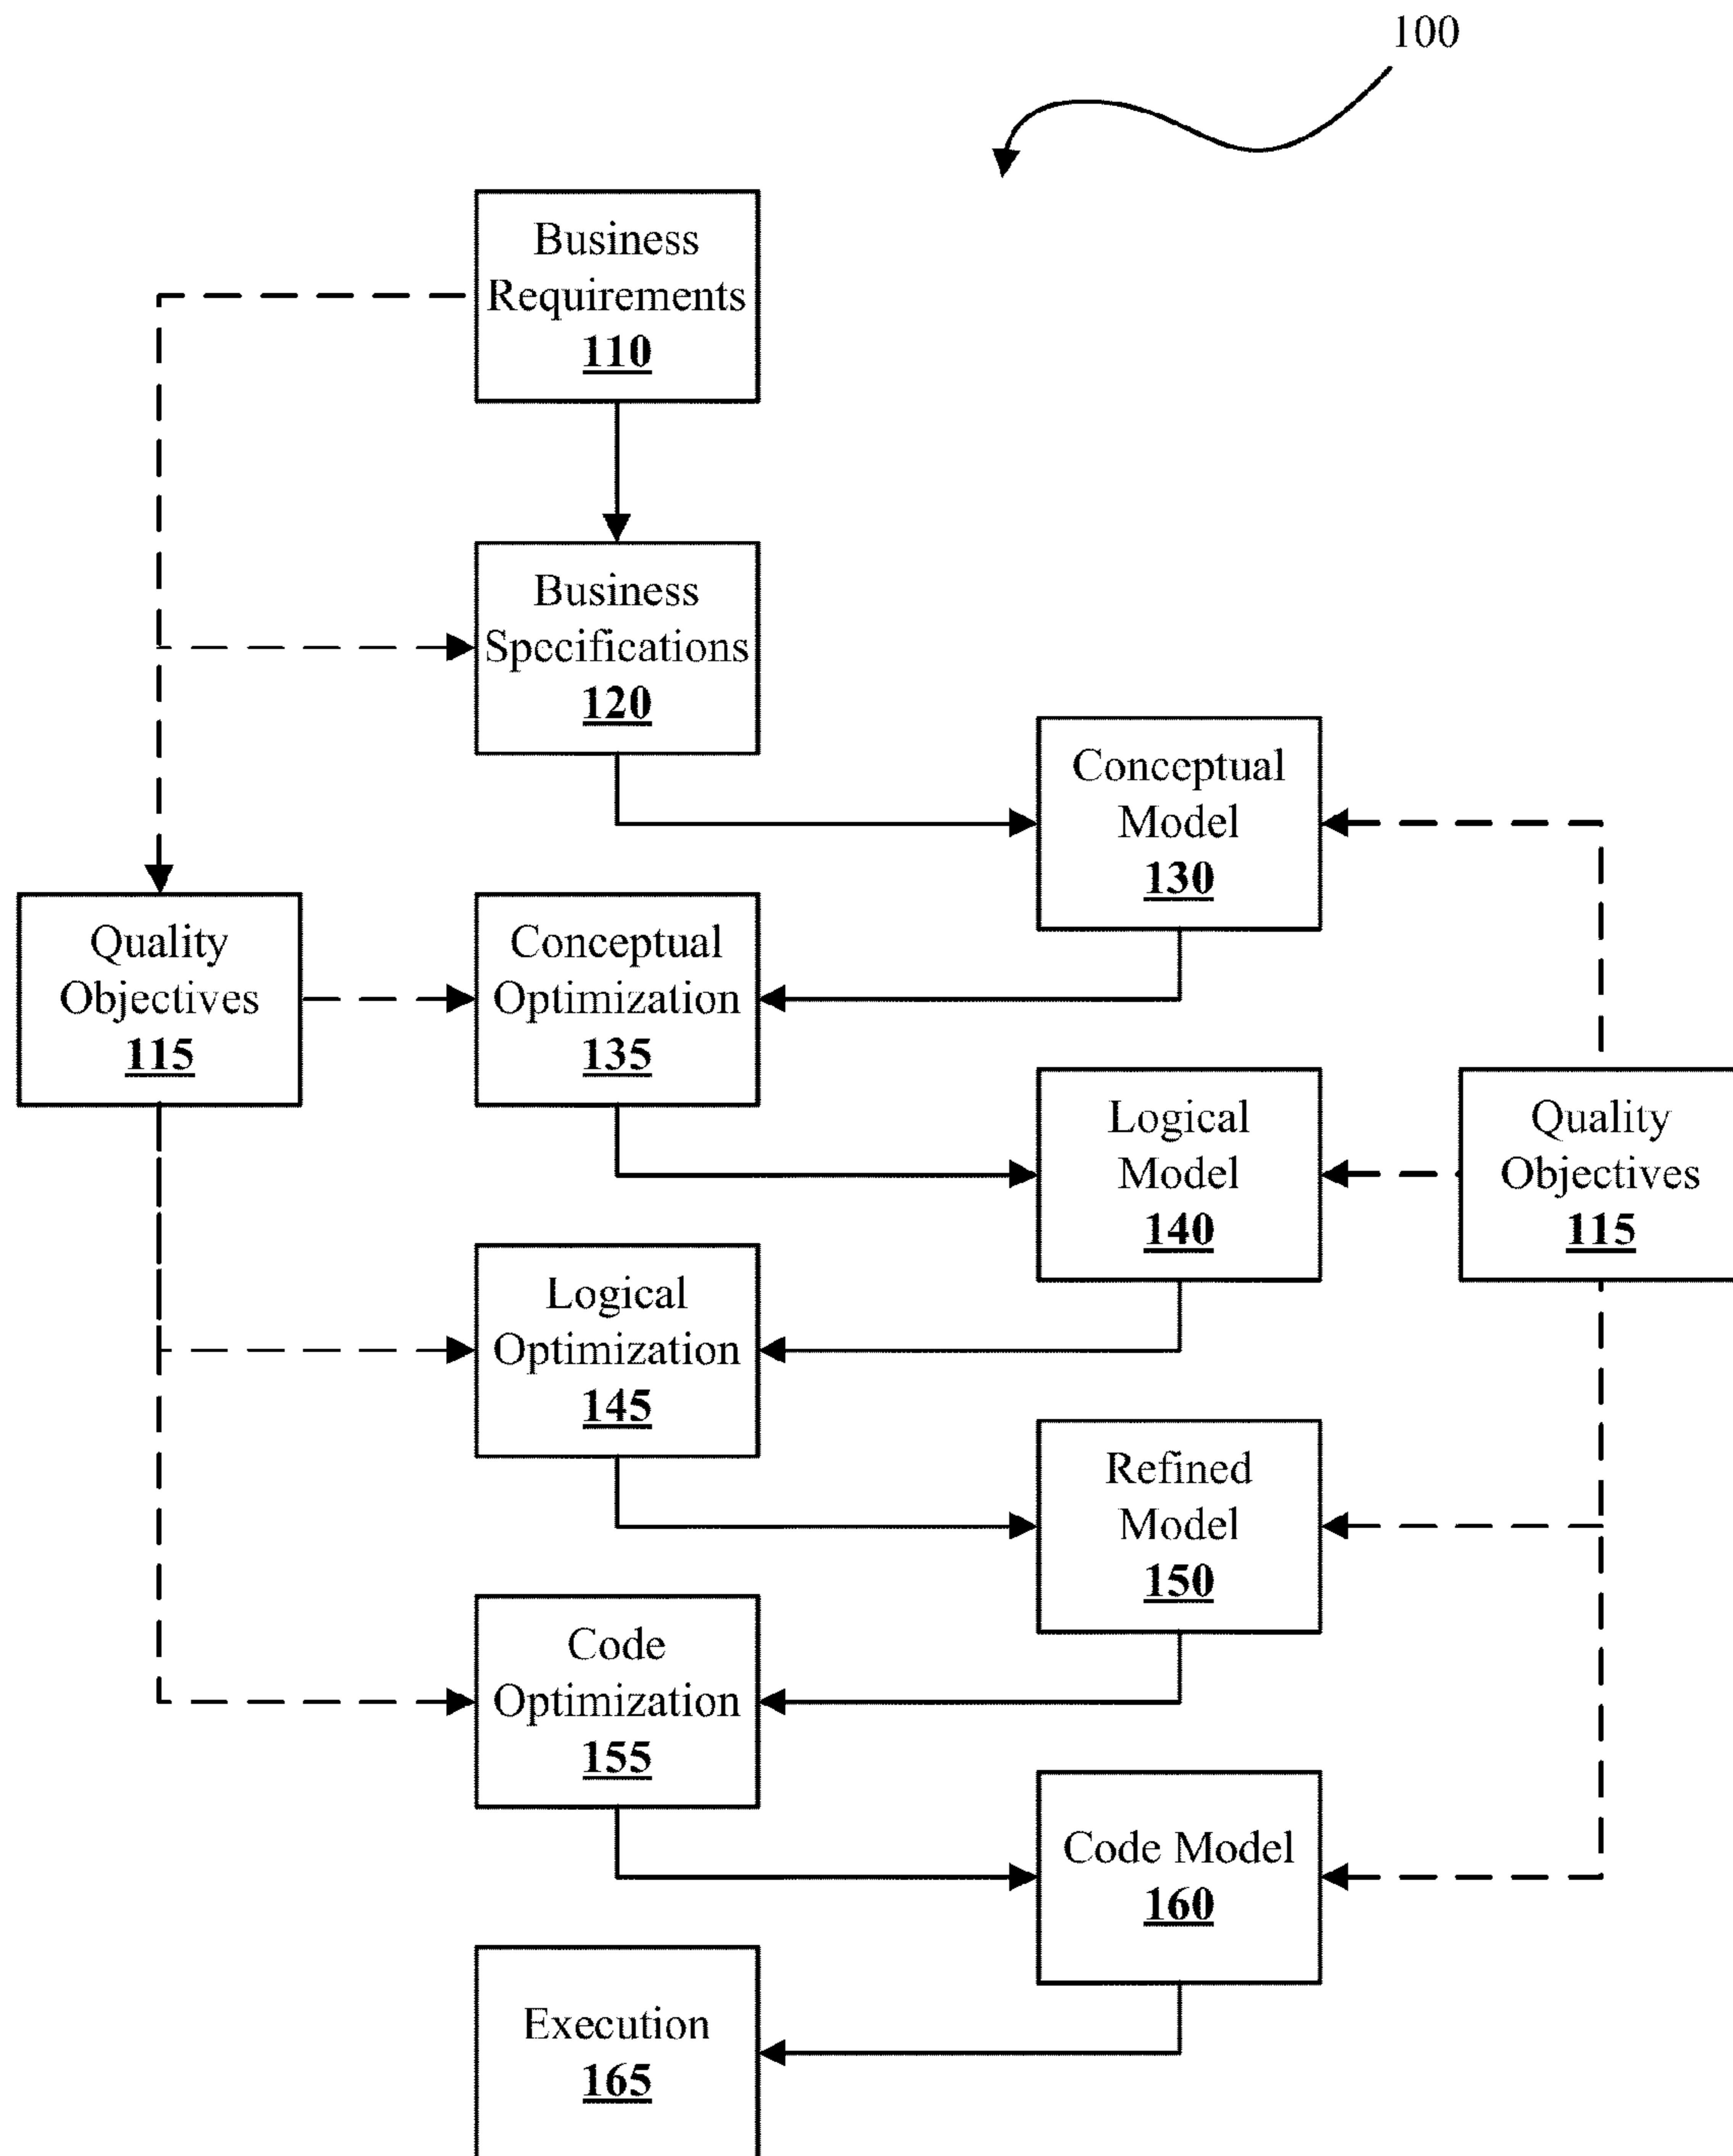 100
Business
Requirements
110
Business
Specifications
120
Conceptual
Model
130
Quality
Objectives
115
Conceptual
Optimization
135
Logical
Model
140
Quality
Objectives
115
Logical
Optimization
145
Refined
Model
150
Code
Optimization
155
Code Model
160
Execution
165